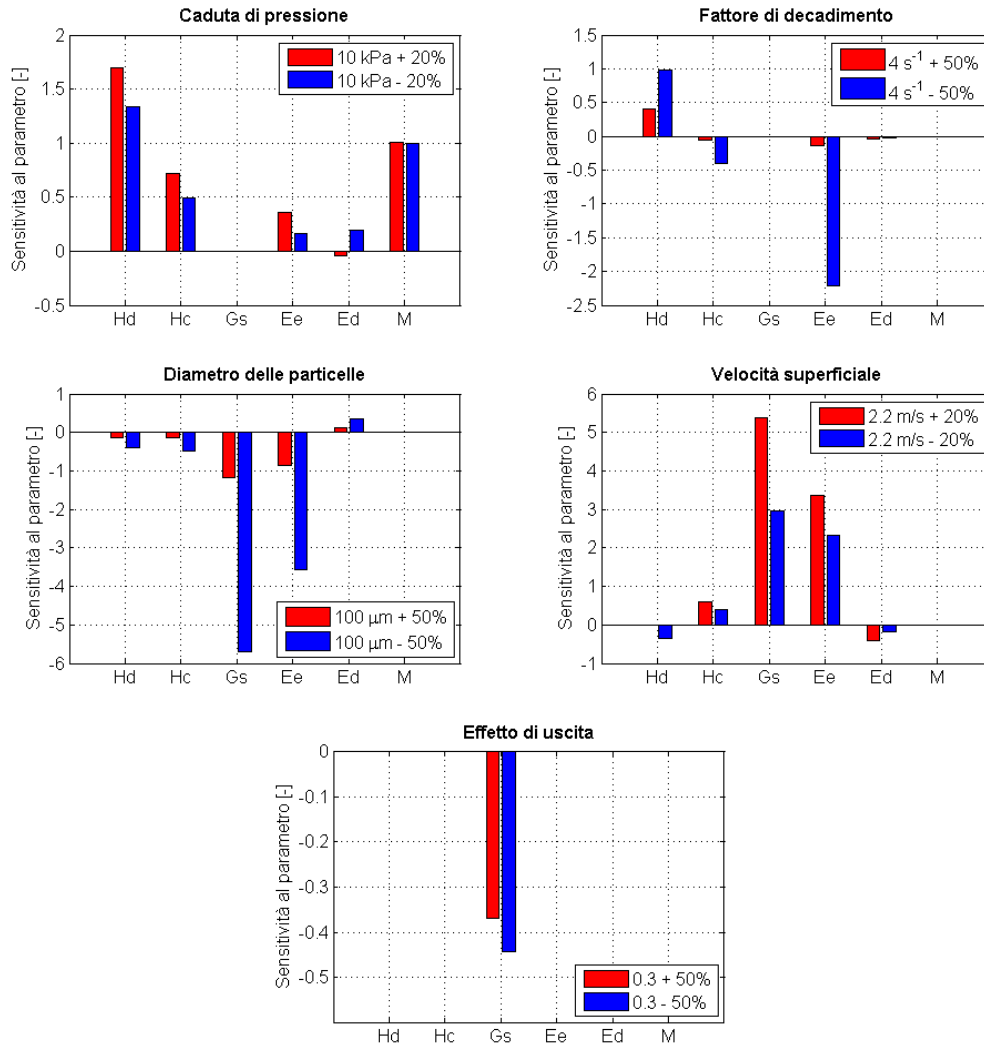 Caduta di pressione
Sensitività al parametro [-]
2
1.5
1
0.5
0
-0.5
10 kPa + 20%
10 kPa - 20%
Hd Hc Gs Ee Ed M
Fattore di decadimento
Sensitività al parametro [-]
1.5
1
0.5
0
-0.5
-1
-1.5
-2
-2.5
4 s⁻¹ + 50%
4 s⁻¹ - 50%
Hd Hc Gs Ee Ed M
Diametro delle particelle
Sensitività al parametro [-]
1
0
-1
-2
-3
-4
-5
-6
100 µm + 50%
100 µm - 50%
Hd Hc Gs Ee Ed M
Velocità superficiale
Sensitività al parametro [-]
6
5
4
3
2
1
0
-1
2.2 m/s + 20%
2.2 m/s - 20%
Hd Hc Gs Ee Ed M
Effetto di uscita
Sensitività al parametro [-]
0
-0.1
-0.2
-0.3
-0.4
-0.5
0.3 + 50%
0.3 - 50%
Hd Hc Gs Ee Ed M